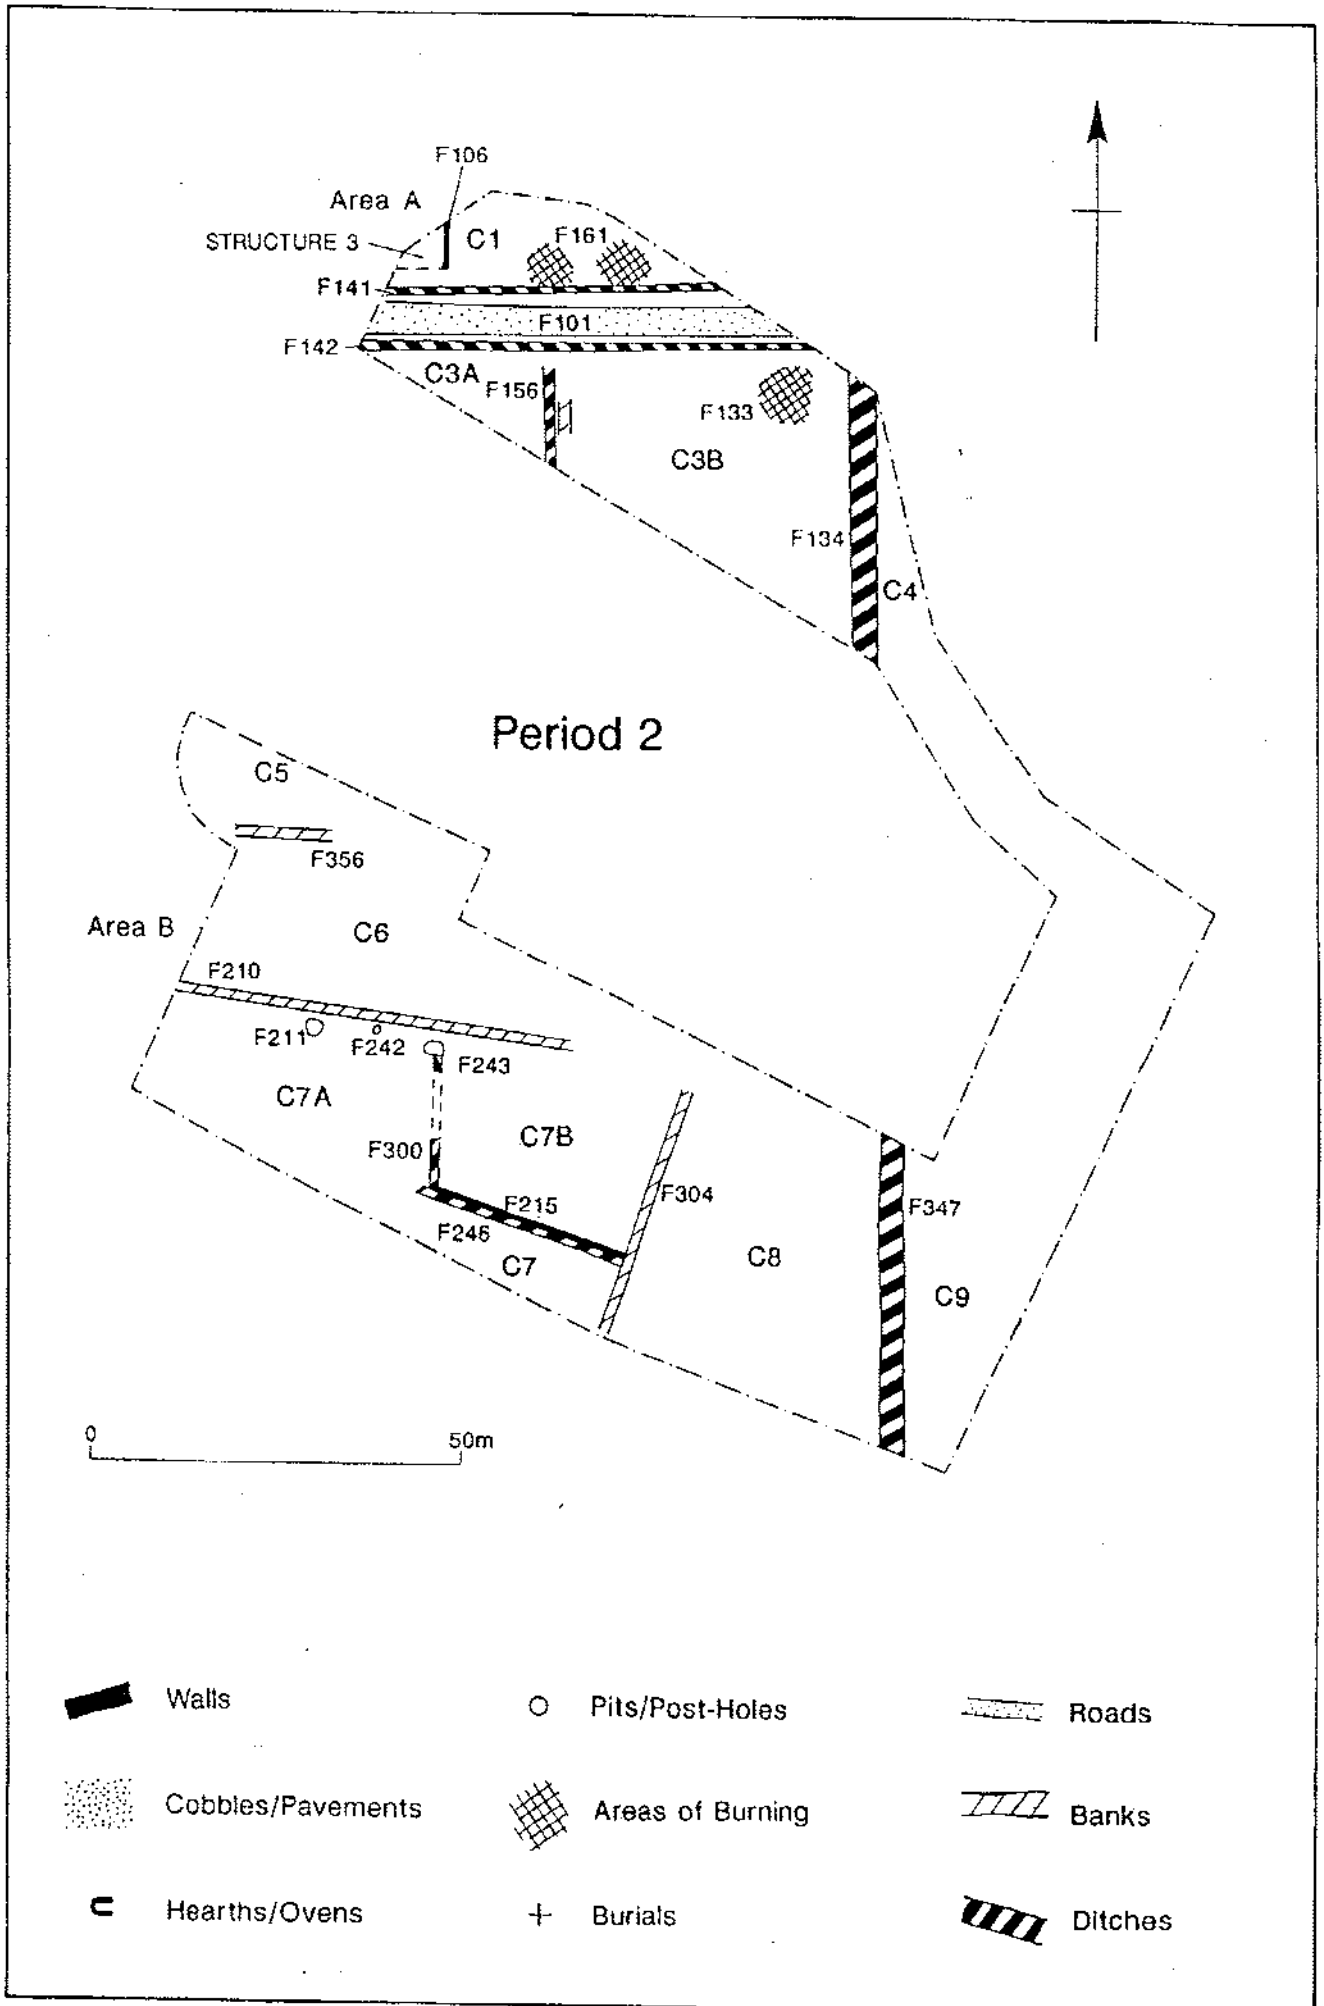 F106
Area A
STRUCTURE 3
C1
F161
F141
F101
F142
C3A
F156
F133
C3B
F134
C4
Period 2
C5
F356
Area B
C6
F210
F211
F242
F243
C7A
C7B
F300
F304
F215
F347
F246
C8
C7
C9
0
50m
Walls
Pits/Post-Holes
Roads
Cobbles/Pavements
Areas of Burning
Banks
Hearths/Ovens
Burials
Ditches